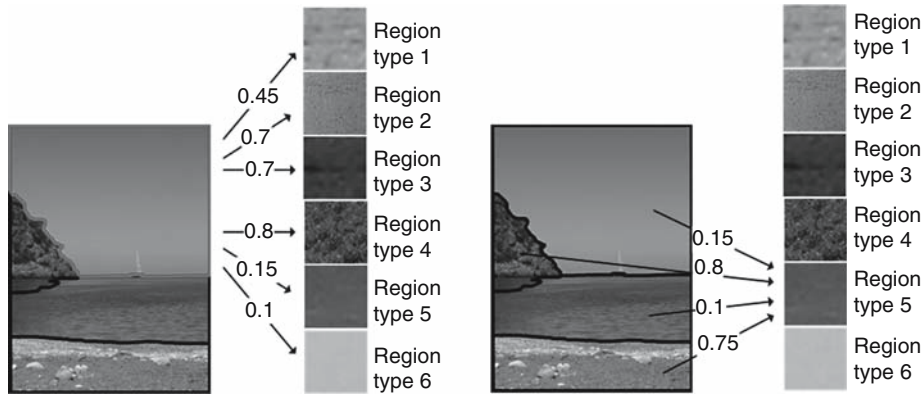 Region
type 1
0.45
Region
type 2
0.7
0.7
Region
type 3
0.8
Region
type 4
0.15
Region
type 5
0.1
Region
type 6
Region
type 1
Region
type 2
Region
type 3
Region
type 4
0.15
0.8
Region
type 5
0.1
0.75
Region
type 6